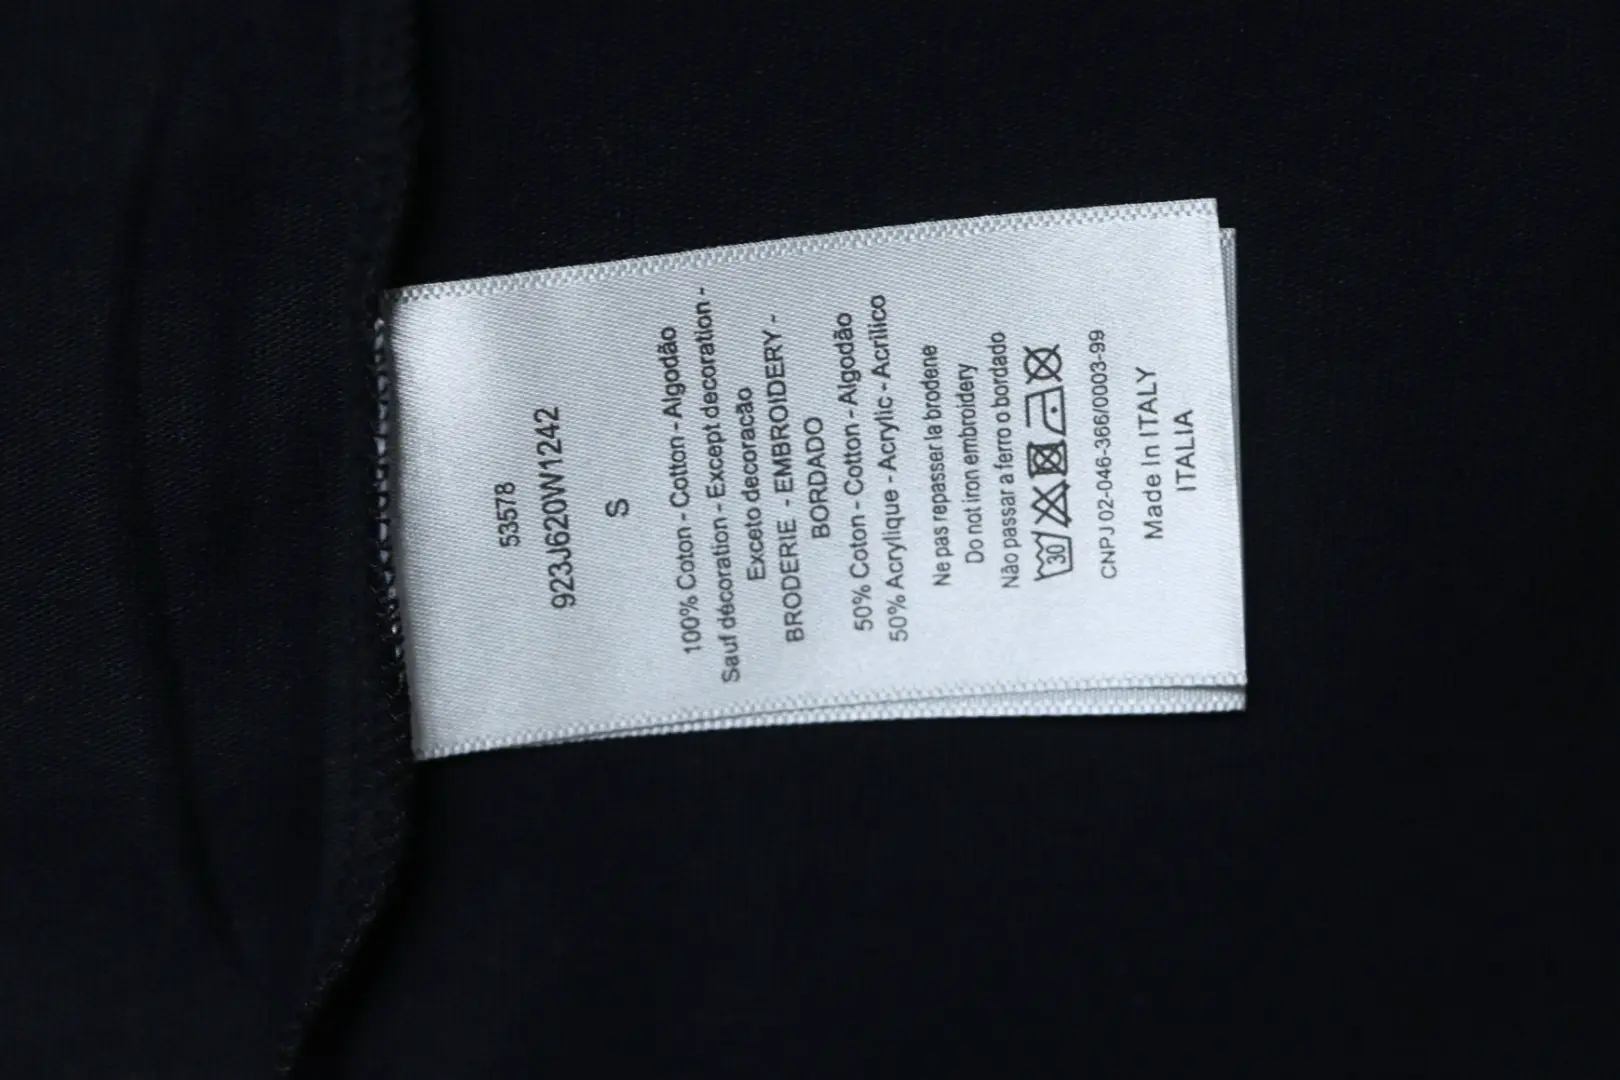 53578
923J620W1242
S
100% Coton - Cotton - Algodão
Sauf décoration - Except decoration -
Exceto decoracão
BRODERIE - EMBROIDERY -
BORDADO
50% Coton - Cotton - Algodão
50% Acrylique - Acrylic - Acrílico
Ne pas repasser la brodene
Do not iron embroidery
Não passar a ferro o bordado
30
CNPJ 02-046-366/0003-99
Made In ITALY
ITALIA